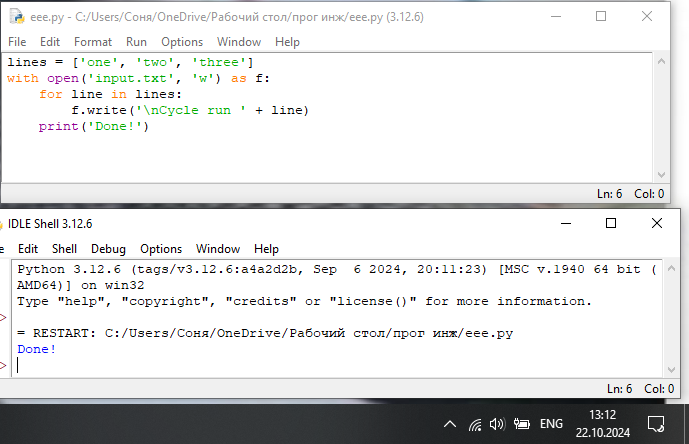 eee.py - C:/Users/Соня/OneDrive/Рабочий стол/прог инж/eee.py (3.12.6)
File Edit Format Run Options Window Help
lines = ['one', 'two', 'three']
with open('input.txt', 'w') as f:
    for line in lines:
        f.write('\nCycle run ' + line)
    print('Done!')
Ln: 6 Col: 0
IDLE Shell 3.12.6
e Edit Shell Debug Options Window Help
Python 3.12.6 (tags/v3.12.6:a4a2d2b, Sep  6 2024, 20:11:23) [MSC v.1940 64 bit (
AMD64)] on win32
Type "help", "copyright", "credits" or "license()" for more information.
>
= RESTART: C:/Users/Соня/OneDrive/Рабочий стол/прог инж/eee.py
Done!
>
Ln: 6 Col: 0
ENG
13:12
22.10.2024